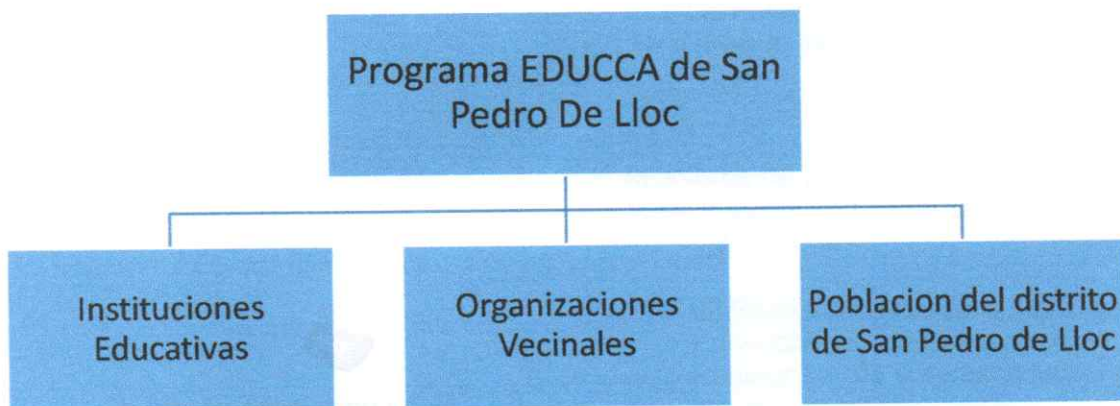 Programa EDUCCA de San
Pedro De Lloc
Instituciones
Educativas
Organizaciones
Vecinales
Poblacion del distrito
de San Pedro de Lloc